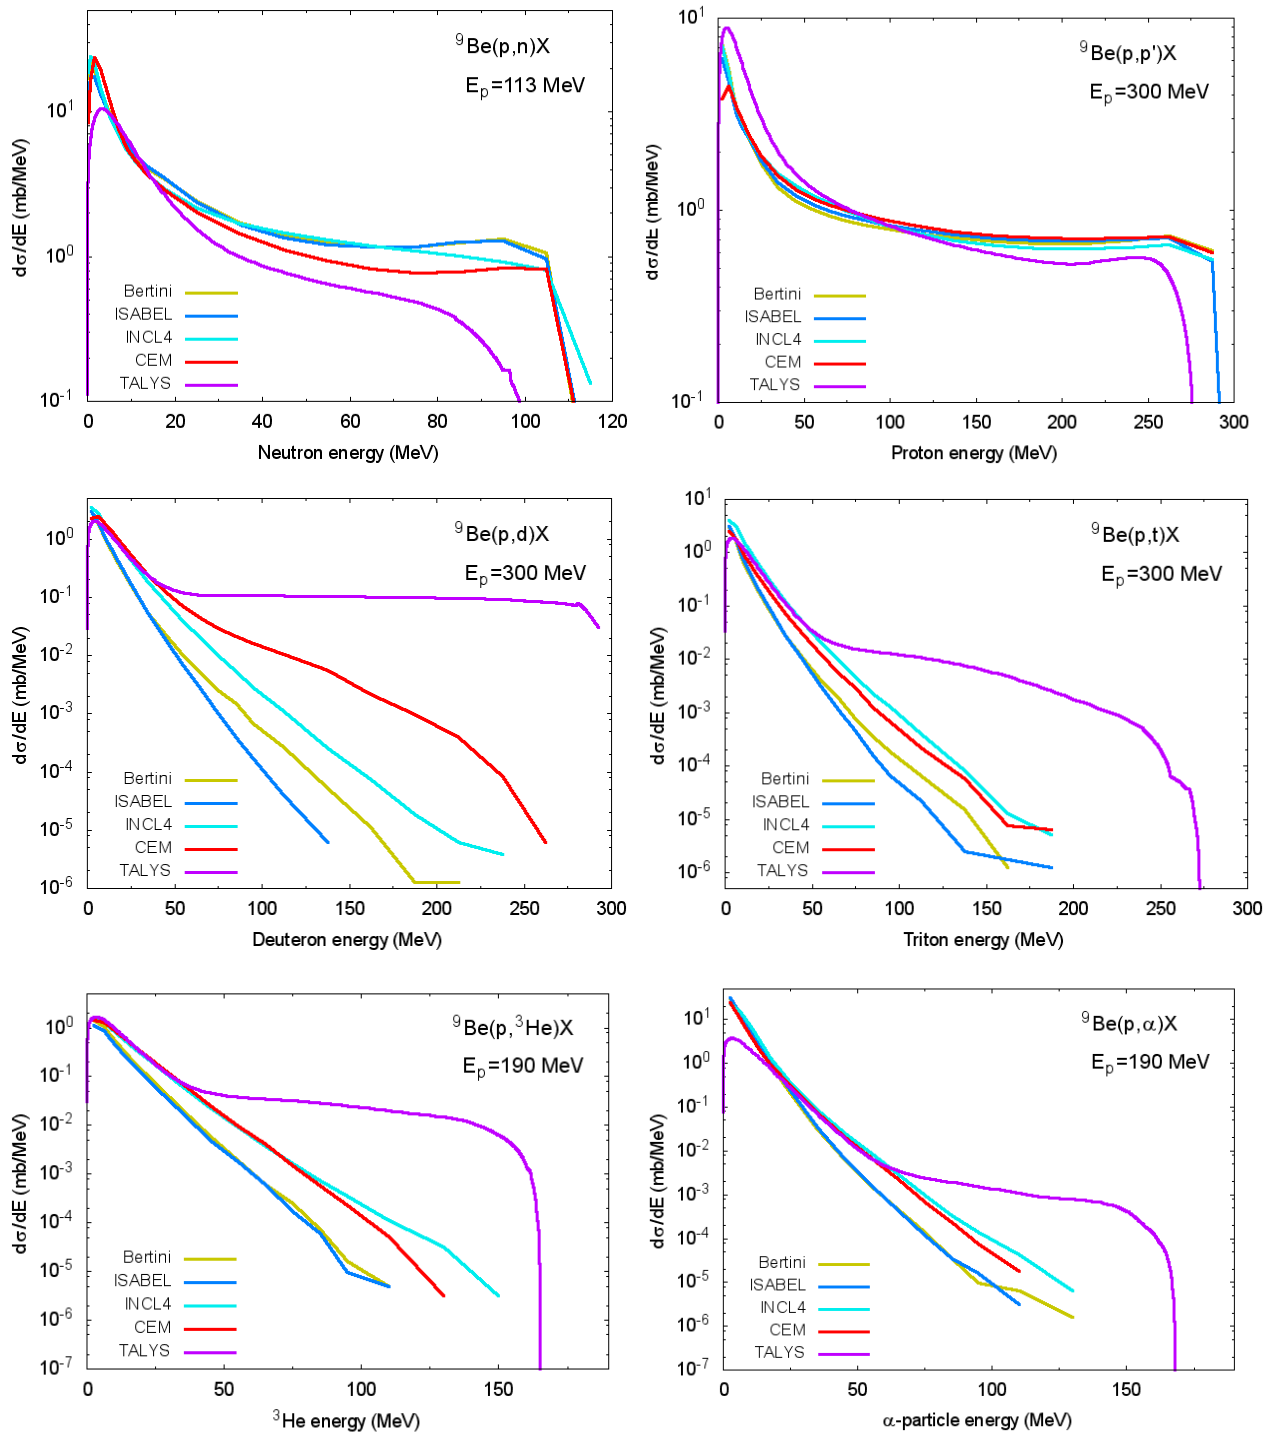 ⁹Be(p,n)X
Eₚ=113 MeV
dσ/dE (mb/MeV)
10¹
10⁰
10⁻¹
Bertini
ISABEL
INCL4
CEM
TALYS
0 20 40 60 80 100 120
Neutron energy (MeV)
⁹Be(p,p')X
Eₚ=300 MeV
dσ/dE (mb/MeV)
10¹
10⁰
10⁻¹
Bertini
ISABEL
INCL4
CEM
TALYS
0 50 100 150 200 250 300
Proton energy (MeV)
⁹Be(p,d)X
Eₚ=300 MeV
dσ/dE (mb/MeV)
10⁰
10⁻¹
10⁻²
10⁻³
10⁻⁴
10⁻⁵
10⁻⁶
Bertini
ISABEL
INCL4
CEM
TALYS
0 50 100 150 200 250 300
Deuteron energy (MeV)
⁹Be(p,t)X
Eₚ=300 MeV
dσ/dE (mb/MeV)
10¹
10⁰
10⁻¹
10⁻²
10⁻³
10⁻⁴
10⁻⁵
10⁻⁶
Bertini
ISABEL
INCL4
CEM
TALYS
0 50 100 150 200 250 300
Triton energy (MeV)
⁹Be(p,³He)X
Eₚ=190 MeV
dσ/dE (mb/MeV)
10⁰
10⁻¹
10⁻²
10⁻³
10⁻⁴
10⁻⁵
10⁻⁶
10⁻⁷
Bertini
ISABEL
INCL4
CEM
TALYS
0 50 100 150
³He energy (MeV)
⁹Be(p,α)X
Eₚ=190 MeV
dσ/dE (mb/MeV)
10¹
10⁰
10⁻¹
10⁻²
10⁻³
10⁻⁴
10⁻⁵
10⁻⁶
10⁻⁷
Bertini
ISABEL
INCL4
CEM
TALYS
0 50 100 150
α-particle energy (MeV)